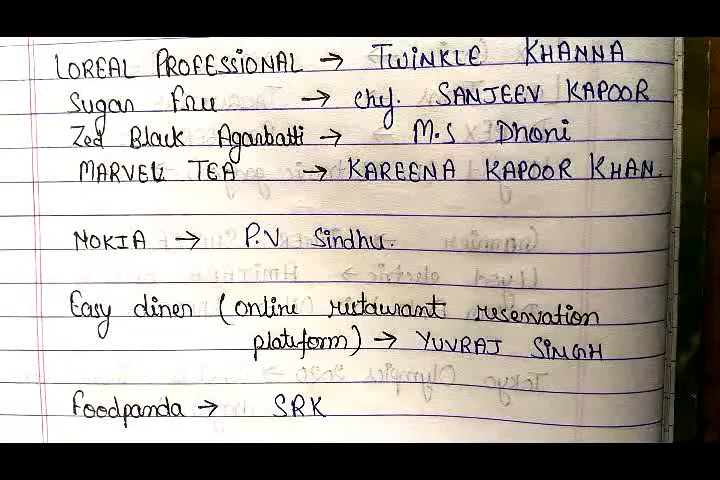 LOREAL PROFESSIONAL → TWINKLE KHANNA
Sugar free → chef. SANJEEV KAPOOR
Zed Black Agarbatti → M.S Dhoni
MARVEL TEA → KAREENA KAPOOR KHAN.
NOKIA → P.V Sindhu.
Easy diner (online restaurant reservation
plateform) → YUVRAJ SINGH
Foodpanda → SRK